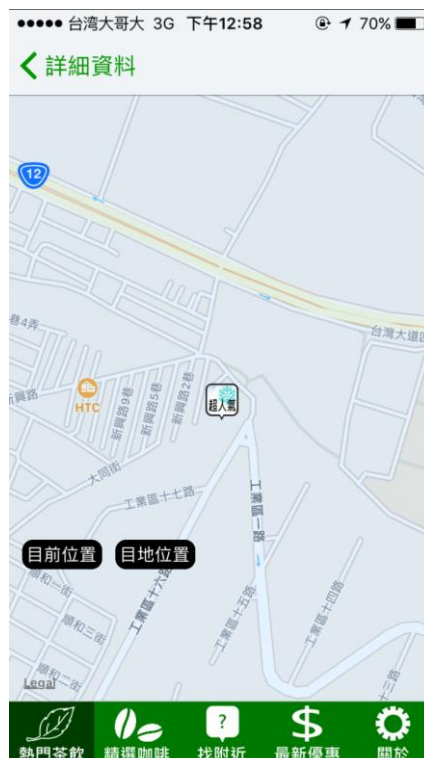 台湾大哥大 3G 下午12:58 70%
詳細資料
12
巷4弄
台灣大道四
新興路
HTC
新興路9巷
新興路5巷
新興路2巷
超人氣
大同街
工業區十七路
工業區一路
目前位置 目地位置
順和一街
工業區十六路
工業區十五路
工業區十四路
順和三街
順和二街
十三路
Legal
?
$
熱門茶飲 精選咖啡 找附近 最新優惠 關於